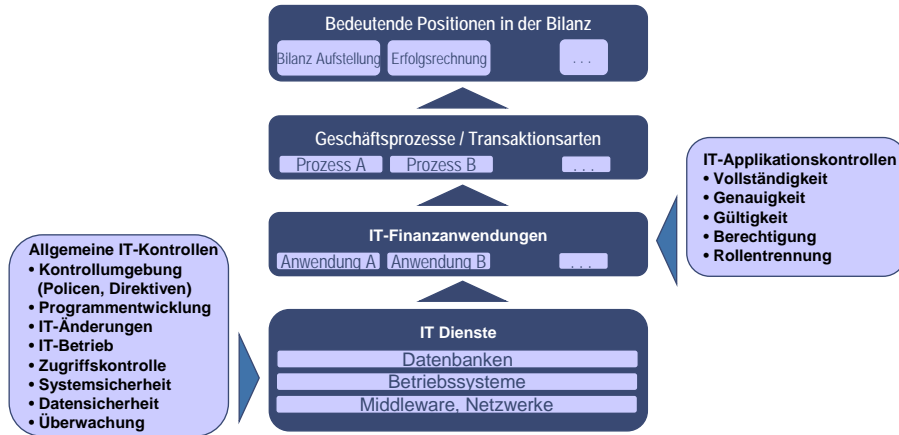 Bedeutende Positionen in der Bilanz
Bilanz Aufstellung Erfolgsrechnung . . .
Geschäftsprozesse / Transaktionsarten
Prozess A Prozess B . . .
IT-Finanzanwendungen
Anwendung A Anwendung B . . .
IT Dienste
Datenbanken
Betriebssysteme
Middleware, Netzwerke
Allgemeine IT-Kontrollen
• Kontrollumgebung
(Policen, Direktiven)
• Programmentwicklung
• IT-Änderungen
• IT-Betrieb
• Zugriffskontrolle
• Systemsicherheit
• Datensicherheit
• Überwachung
IT-Applikationskontrollen
• Vollständigkeit
• Genauigkeit
• Gültigkeit
• Berechtigung
• Rollentrennung